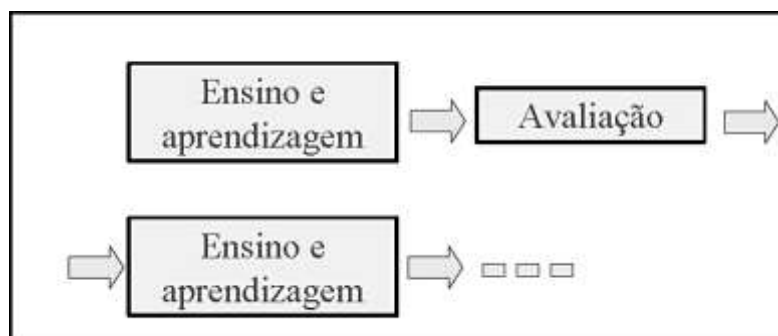 Ensino e
aprendizagem
Avaliação
Ensino e
aprendizagem